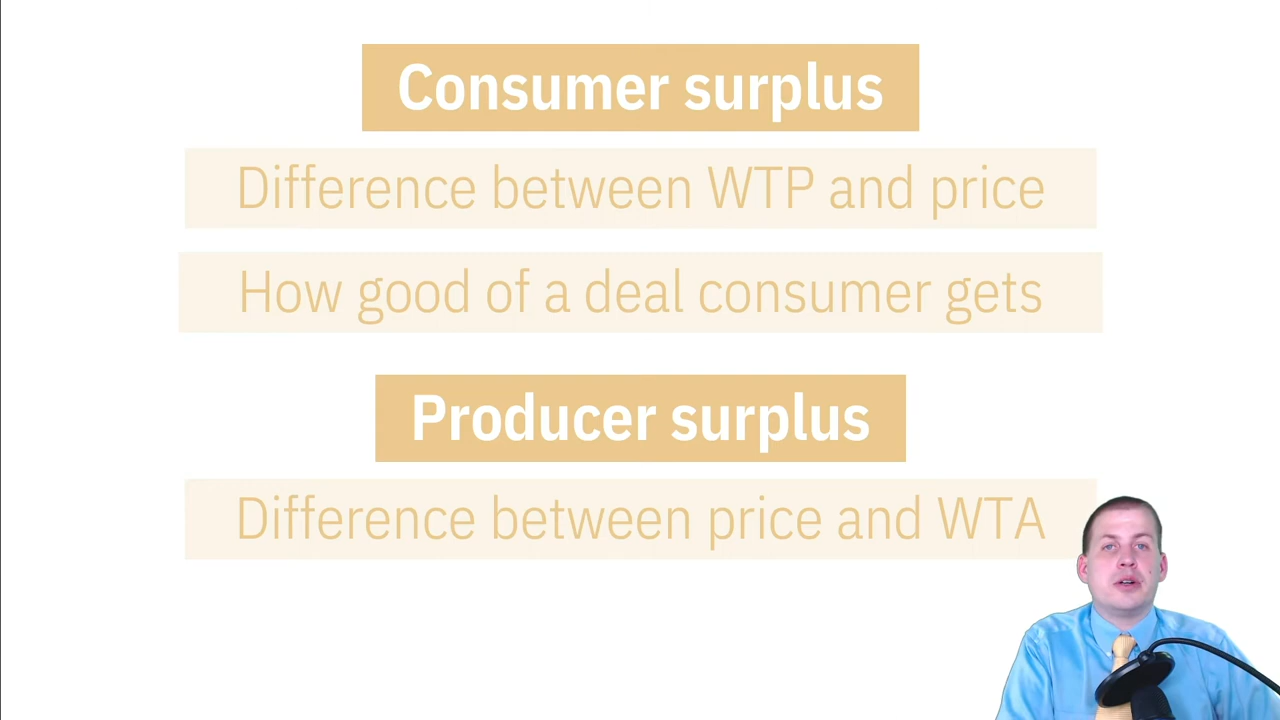 Consumer surplus
Difference between WTP and price
How good of a deal consumer gets
Producer surplus
Difference between price and WTA